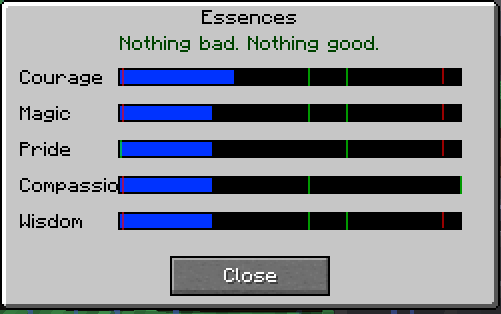 Essences
Nothing bad. Nothing good.
Courage
Magic
Pride
Compassio
Wisdom
Close